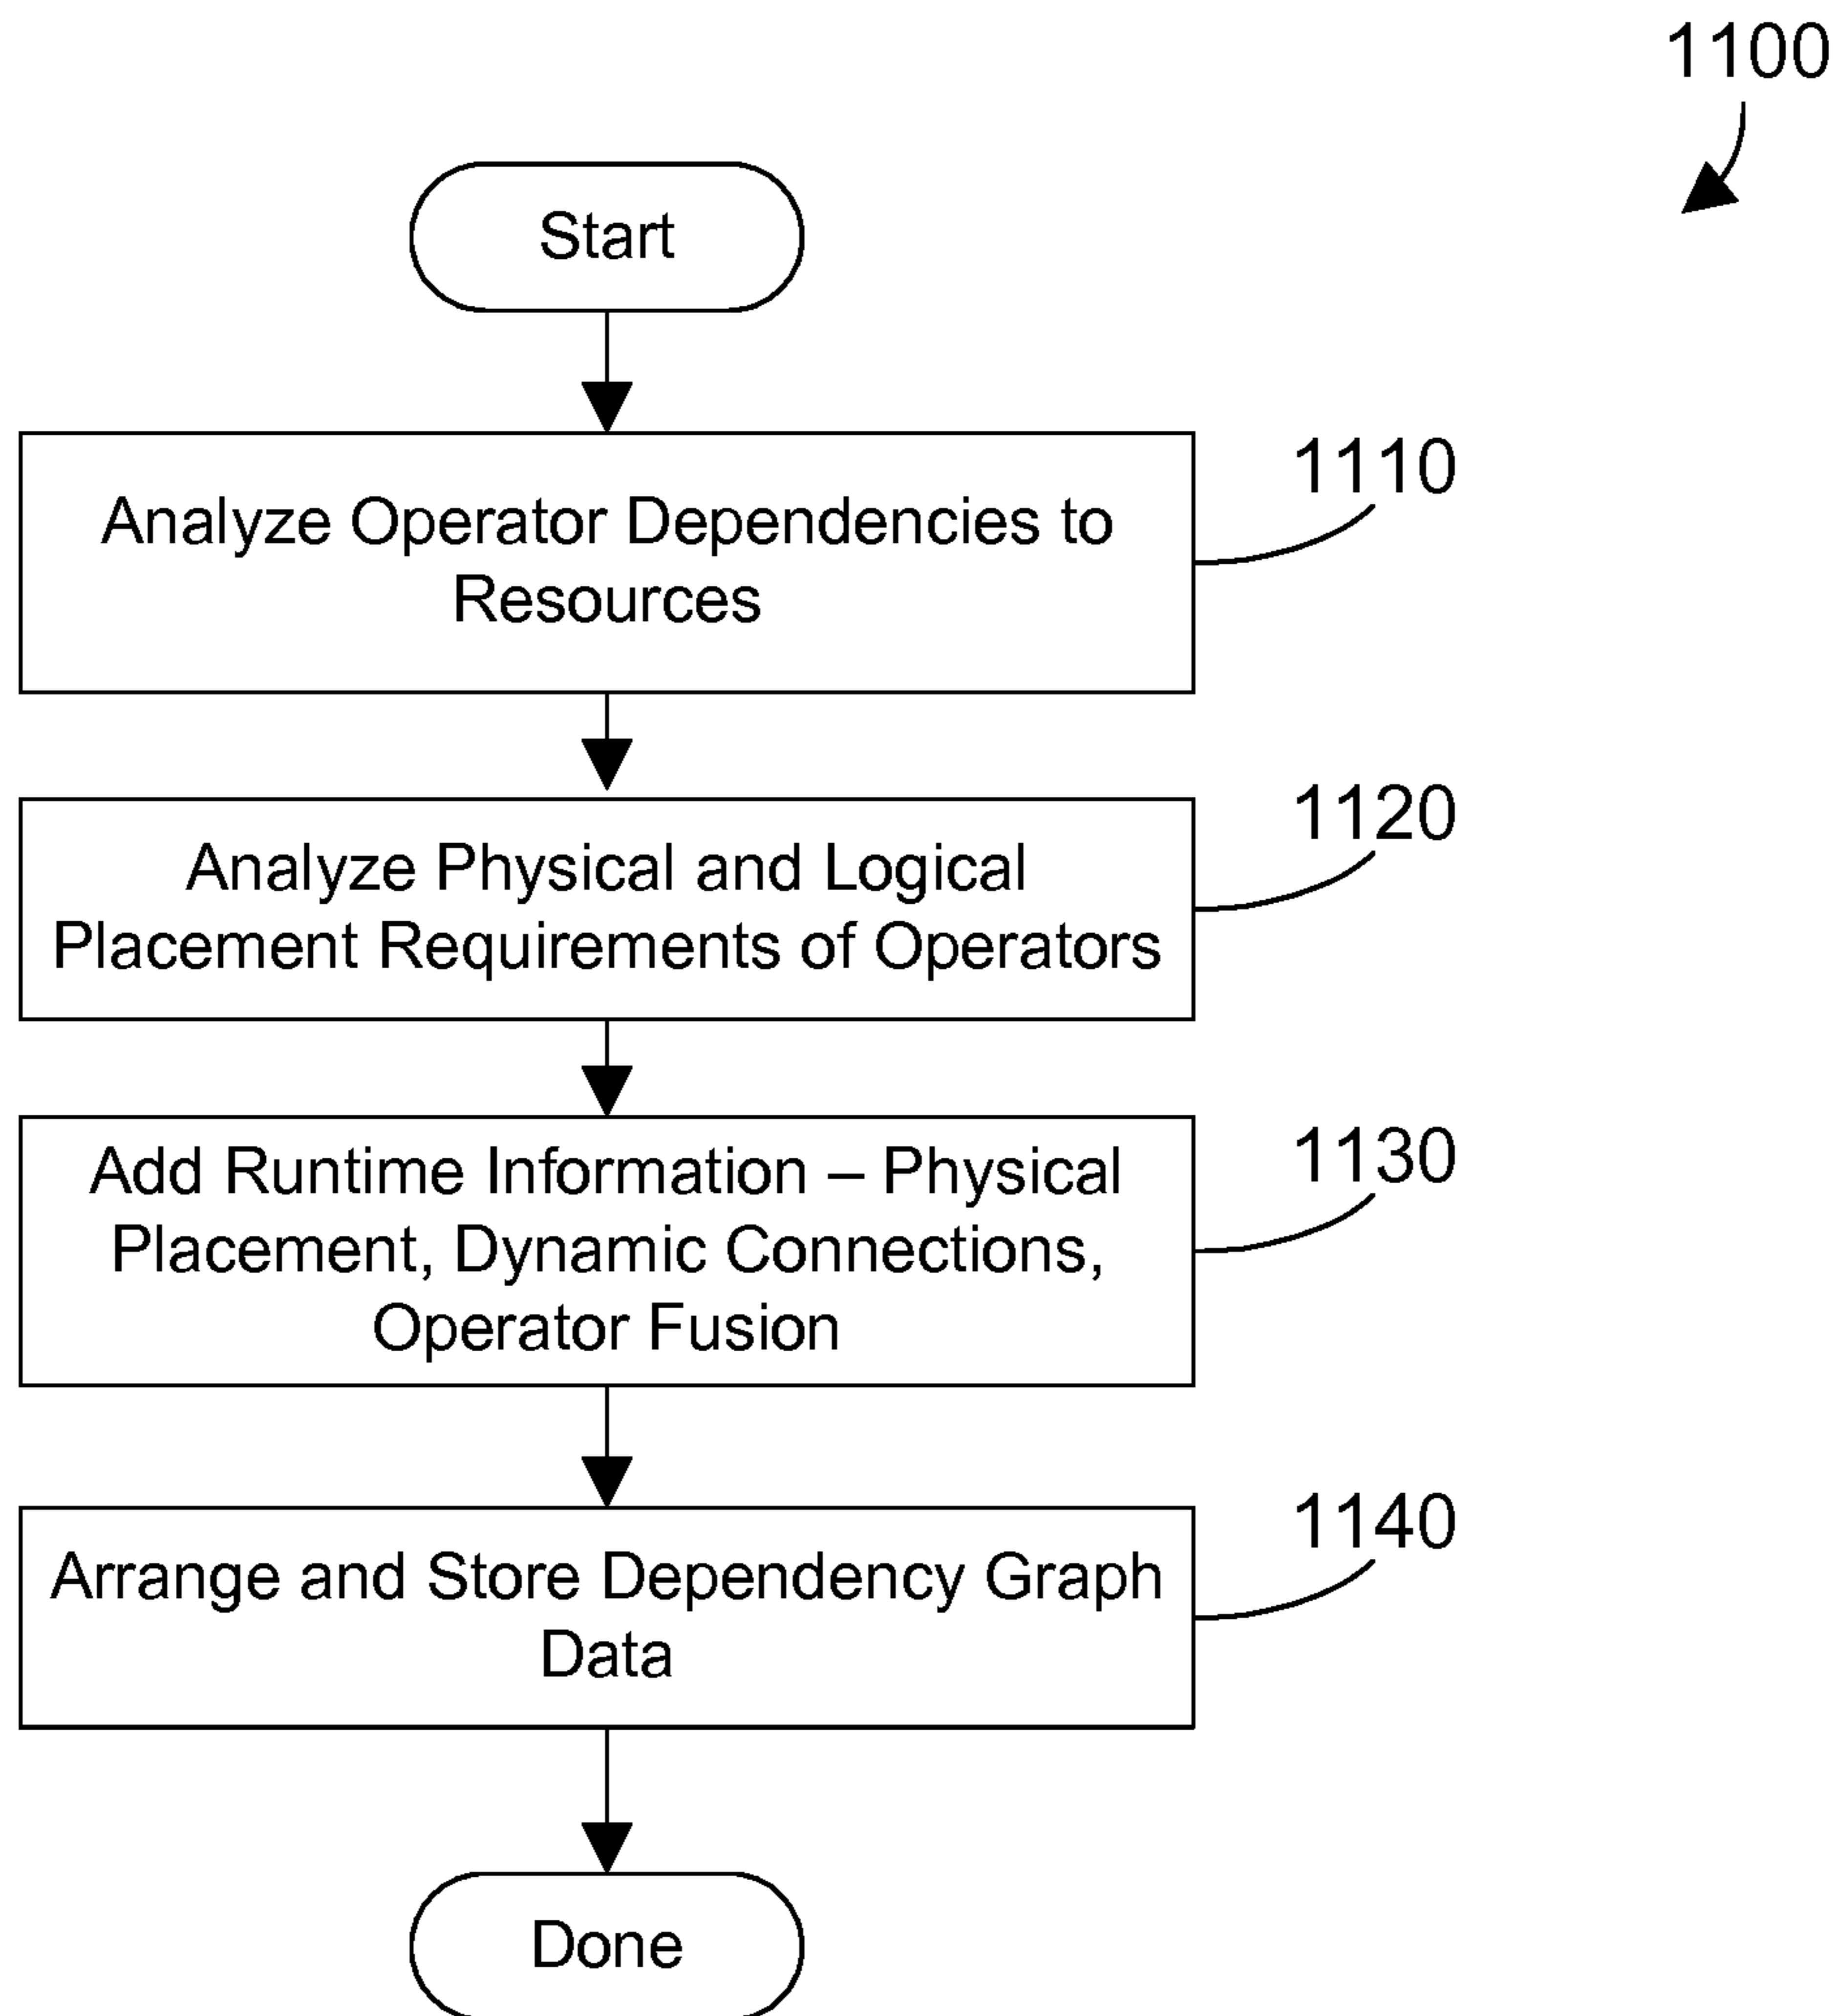 1100
Start
1110
Analyze Operator Dependencies to
Resources
1120
Analyze Physical and Logical
Placement Requirements of Operators
1130
Add Runtime Information – Physical
Placement, Dynamic Connections,
Operator Fusion
1140
Arrange and Store Dependency Graph
Data
Done